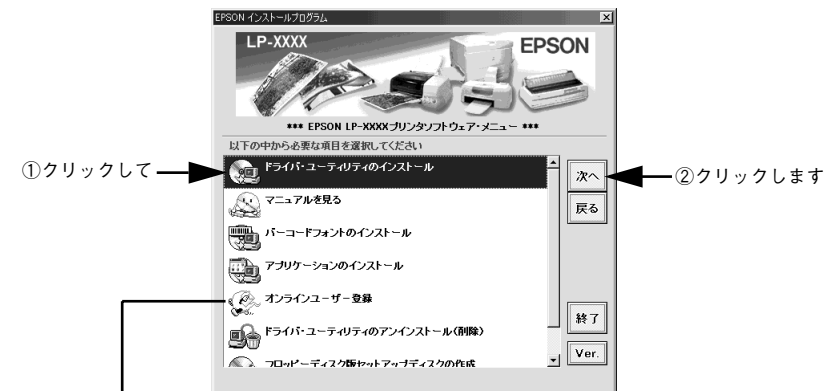 EPSON インストールプログラム
LP-XXXX
EPSON
*** EPSON LP-XXXXプリンタソフトウェア・メニュー ***
以下の中から必要な項目を選択してください
①クリックして
ドライバ・ユーティリティのインストール
次へ
②クリックします
マニュアルを見る
戻る
バーコードフォントのインストール
アプリケーションのインストール
オンラインユーザー登録
終了
ドライバ・ユーティリティのアンインストール(削除)
Ver.
フロッピーディスク版セットアップディスクの作成